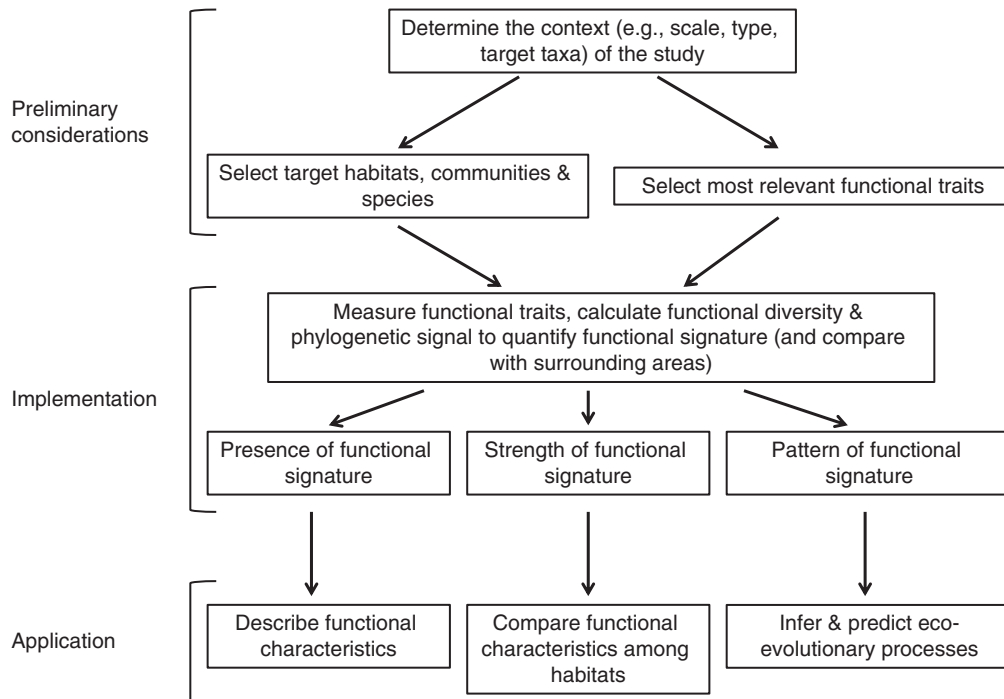 Determine the context (e.g., scale, type,
target taxa) of the study
Preliminary
considerations
Select target habitats, communities &
species
Select most relevant functional traits
Measure functional traits, calculate functional diversity &
phylogenetic signal to quantify functional signature (and compare
with surrounding areas)
Implementation
Presence of functional
signature
Strength of functional
signature
Pattern of functional
signature
Application
Describe functional
characteristics
Compare functional
characteristics among
habitats
Infer & predict eco-
evolutionary processes